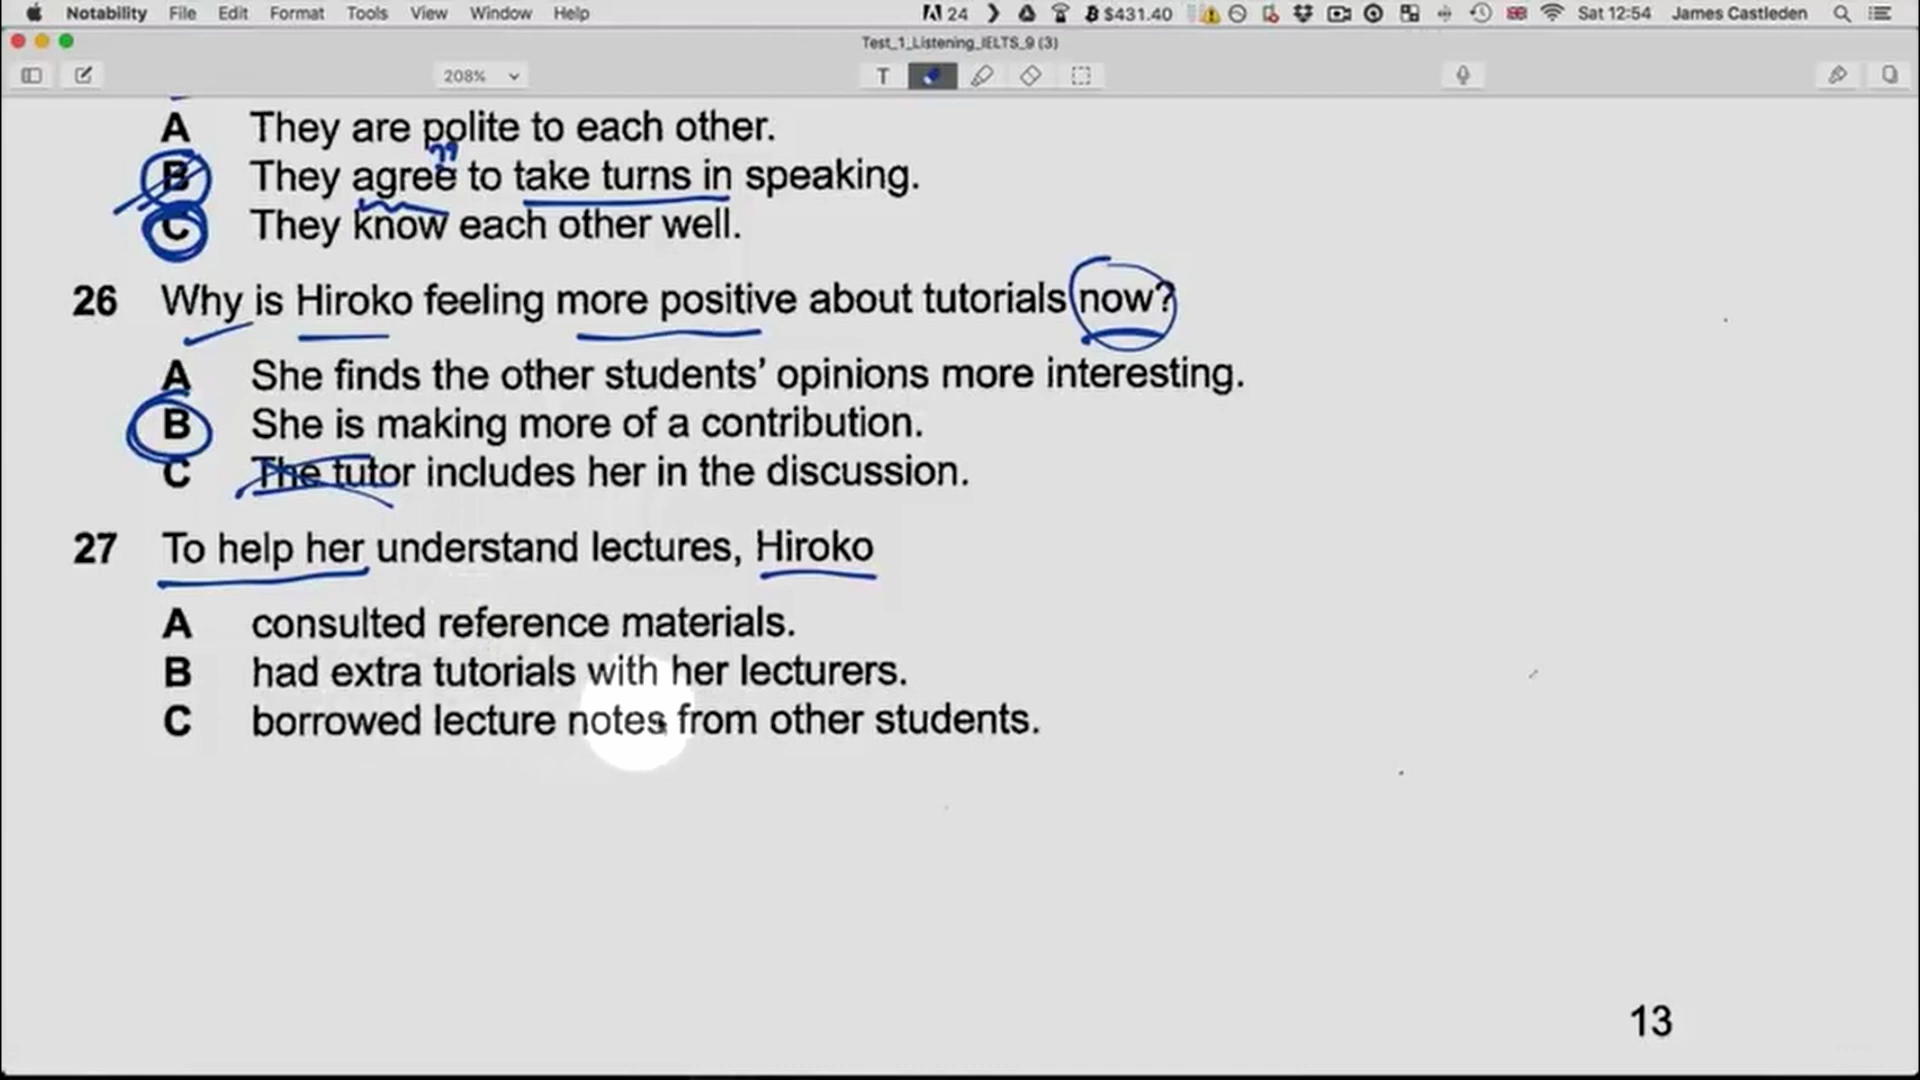 Notability File Edit Format Tools View Window Help 24 $431.40 Sat 12:54 James Castleden
Test_1_Listening_IELTS_9 (3)
208% T
A They are polite to each other.
B They agree to take turns in speaking.
C They know each other well.
26 Why is Hiroko feeling more positive about tutorials now?
A She finds the other students' opinions more interesting.
B She is making more of a contribution.
C The tutor includes her in the discussion.
27 To help her understand lectures, Hiroko
A consulted reference materials.
B had extra tutorials with her lecturers.
C borrowed lecture notes from other students.
13